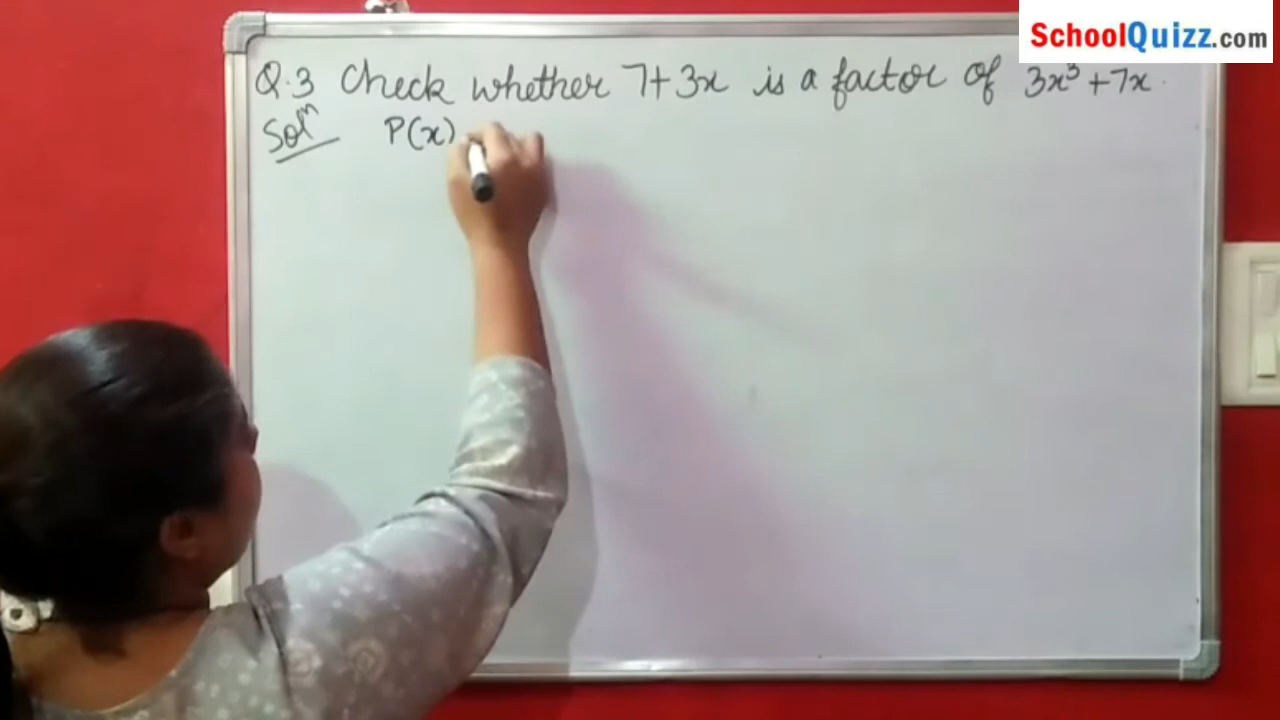 SchoolQuizz.com
Q.3 Check whether 7+3x is a factor of 3x³+7x.
Solⁿ P(x)